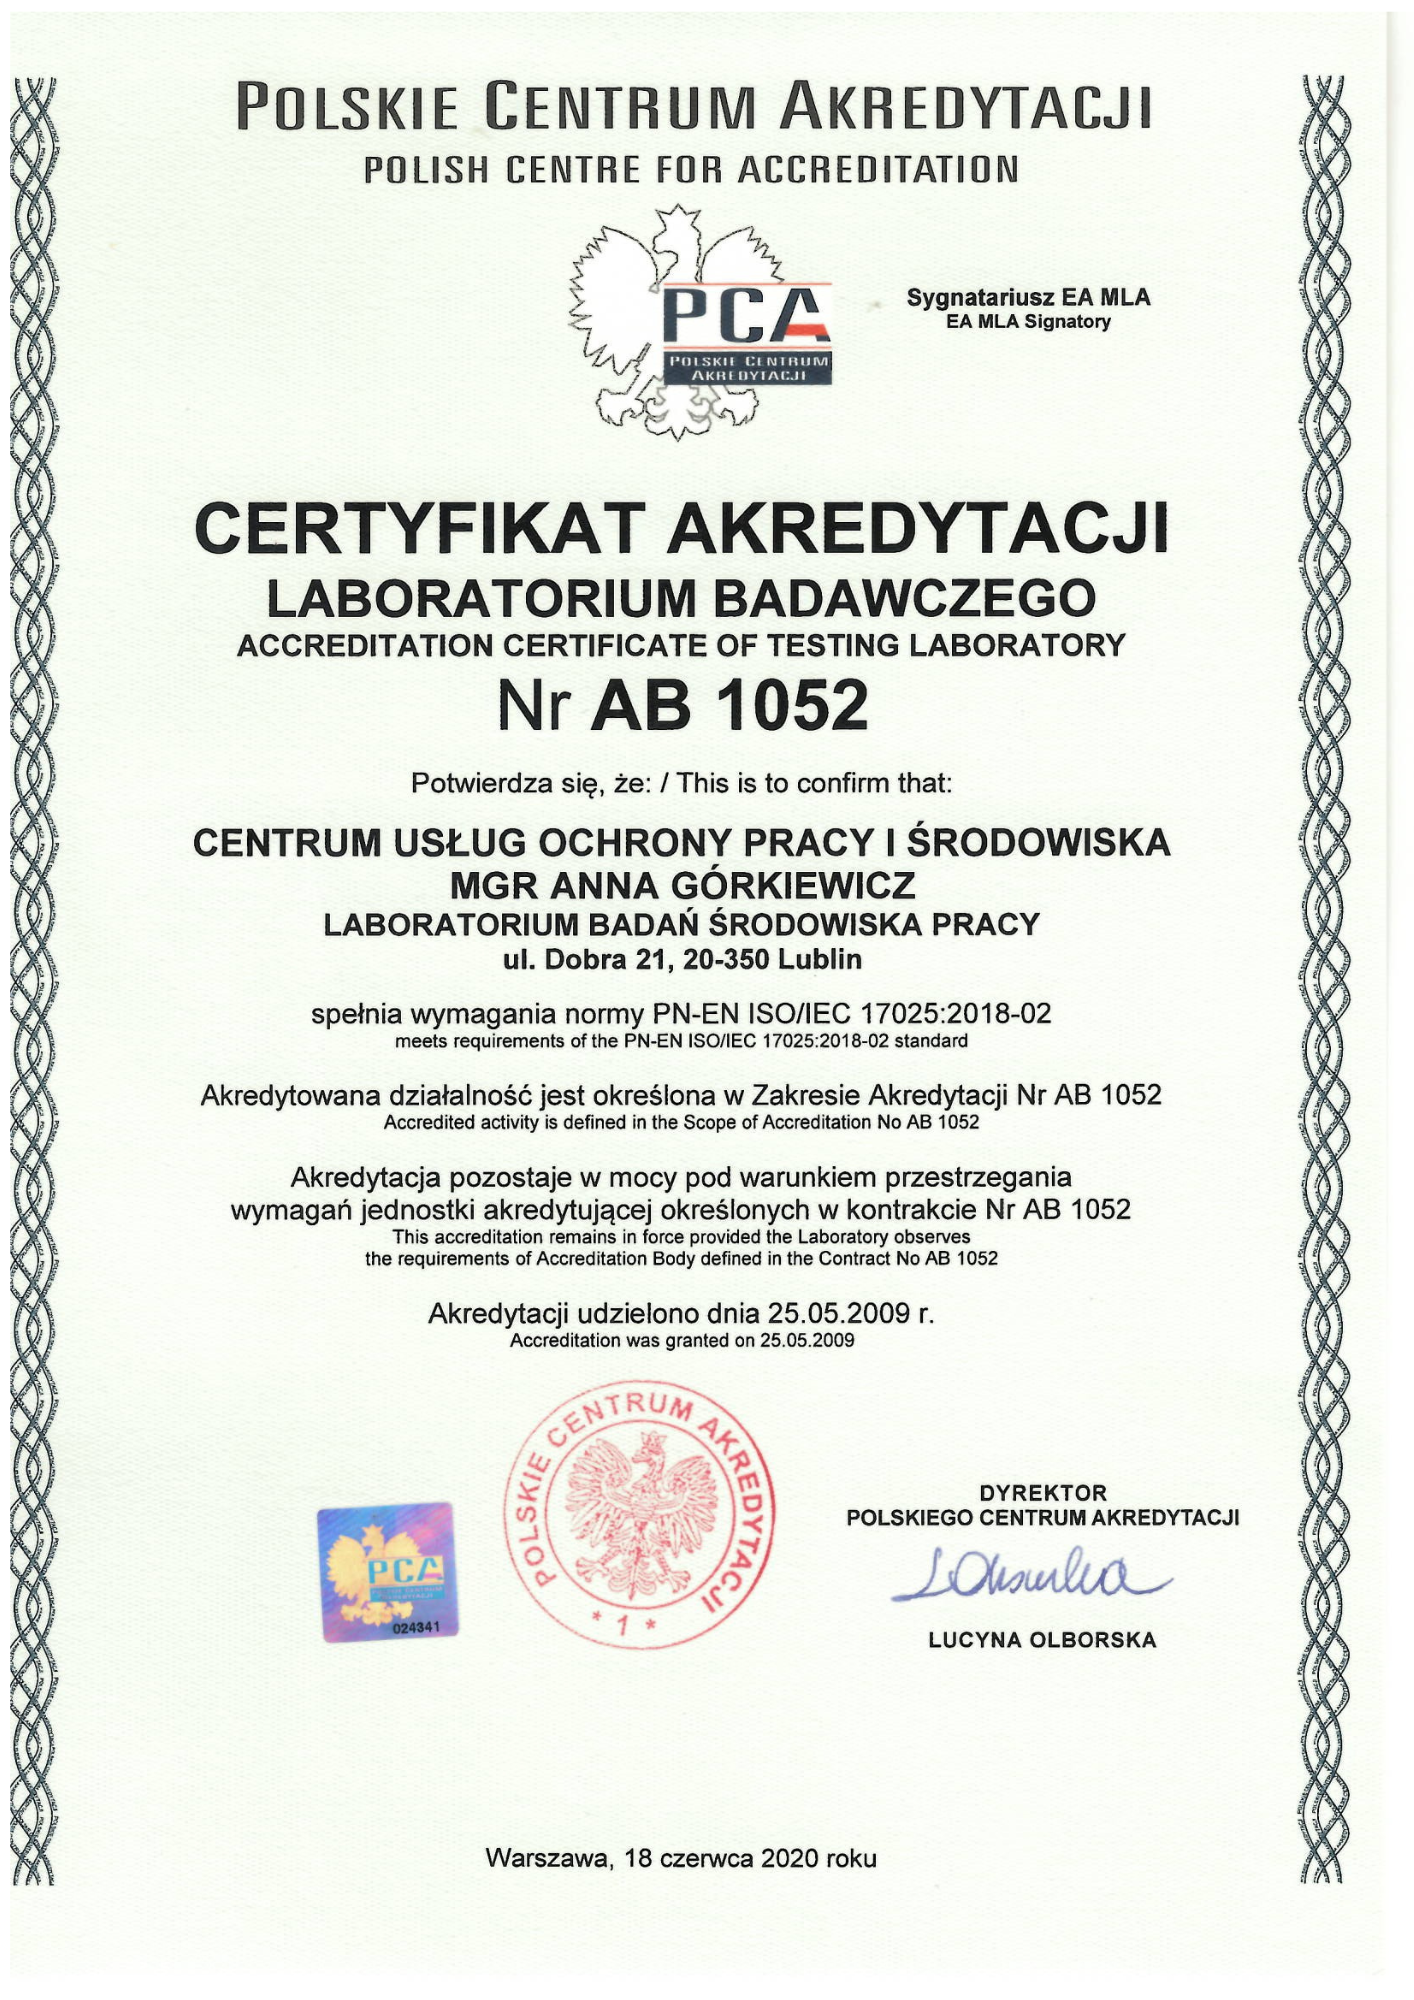 POLSKIE CENTRUM AKREDYTACJI
POLISH CENTRE FOR ACCREDITATION
PCA
POLSKIE CENTRUM
AKREDYTACJI
Sygnatariusz EA MLA
EA MLA Signatory
CERTYFIKAT AKREDYTACJI
LABORATORIUM BADAWCZEGO
ACCREDITATION CERTIFICATE OF TESTING LABORATORY
Nr AB 1052
Potwierdza się, że: / This is to confirm that:
CENTRUM USŁUG OCHRONY PRACY I ŚRODOWISKA
MGR ANNA GÓRKIEWICZ
LABORATORIUM BADAŃ ŚRODOWISKA PRACY
ul. Dobra 21, 20-350 Lublin
spełnia wymagania normy PN-EN ISO/IEC 17025:2018-02
meets requirements of the PN-EN ISO/IEC 17025:2018-02 standard
Akredytowana działalność jest określona w Zakresie Akredytacji Nr AB 1052
Accredited activity is defined in the Scope of Accreditation No AB 1052
Akredytacja pozostaje w mocy pod warunkiem przestrzegania
wymagań jednostki akredytującej określonych w kontrakcie Nr AB 1052
This accreditation remains in force provided the Laboratory observes
the requirements of Accreditation Body defined in the Contract No AB 1052
Akredytacji udzielono dnia 25.05.2009 r.
Accreditation was granted on 25.05.2009
POLSKIE CENTRUM AKREDYTACJI
* 1 *
PCA
POLSKIE CENTRUM
AKREDYTACJI
024341
DYREKTOR
POLSKIEGO CENTRUM AKREDYTACJI
LUCYNA OLBORSKA
Warszawa, 18 czerwca 2020 roku